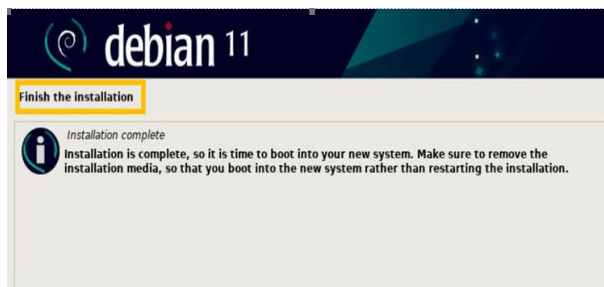 debian 11
Finish the installation
Installation complete
Installation is complete, so it is time to boot into your new system. Make sure to remove the
installation media, so that you boot into the new system rather than restarting the installation.